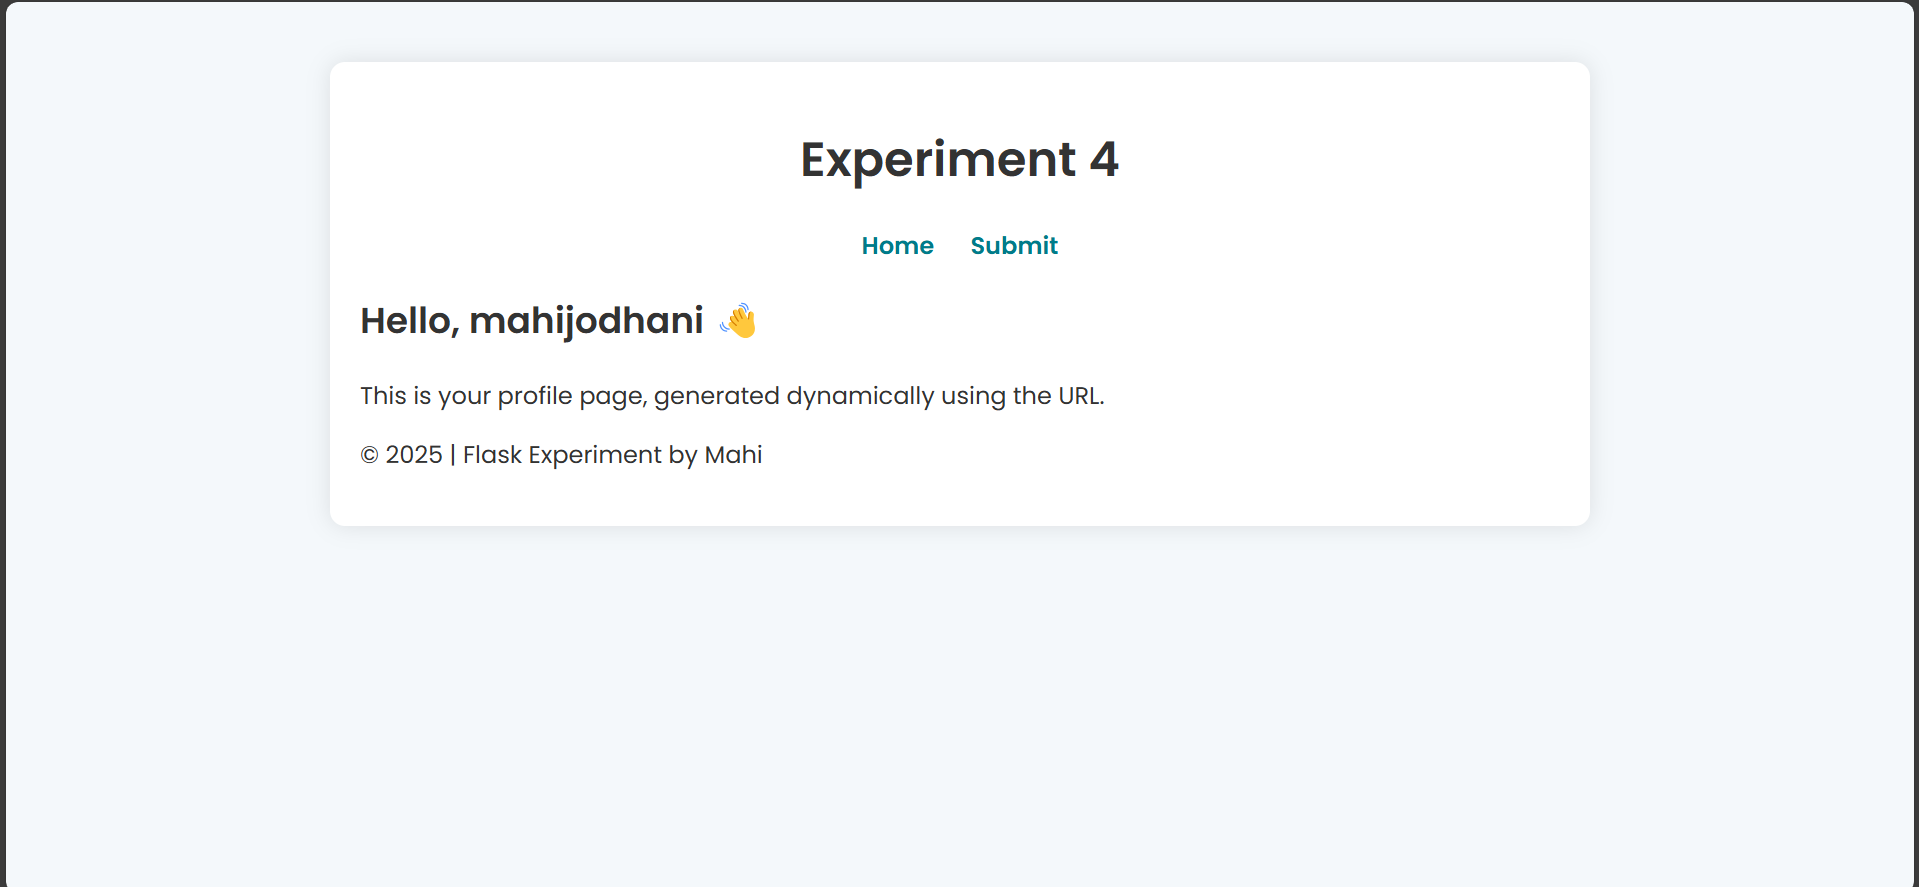 Experiment 4
Home Submit
Hello, mahijodhani 👋
This is your profile page, generated dynamically using the URL.
© 2025 | Flask Experiment by Mahi